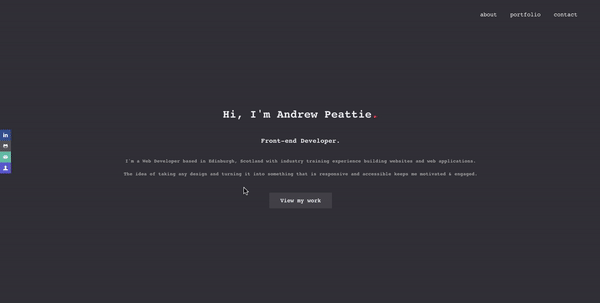 about portfolio contact
Hi, I'm Andrew Peattie.
Front-end Developer.
I'm a Web Developer based in Edinburgh, Scotland with industry training experience building websites and web applications.
The idea of taking any design and turning it into something that is responsive and accessible keeps me motivated & engaged.
View my work